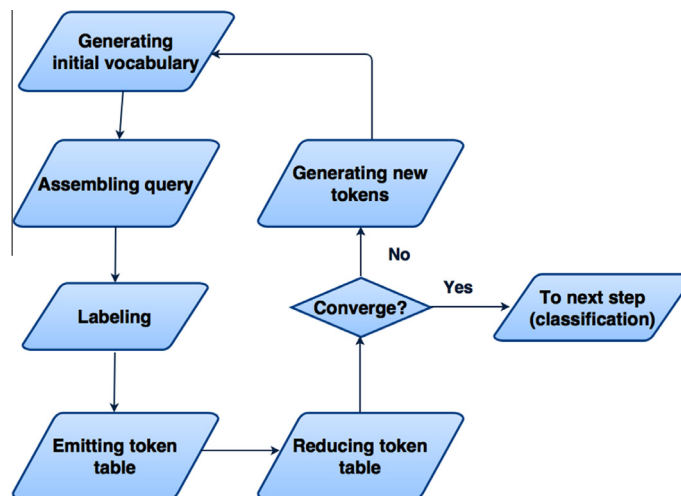 Generating
initial vocabulary
Assembling query
Labeling
Emitting token
table
Reducing token
table
Converge?
No
Generating new
tokens
Yes
To next step
(classification)